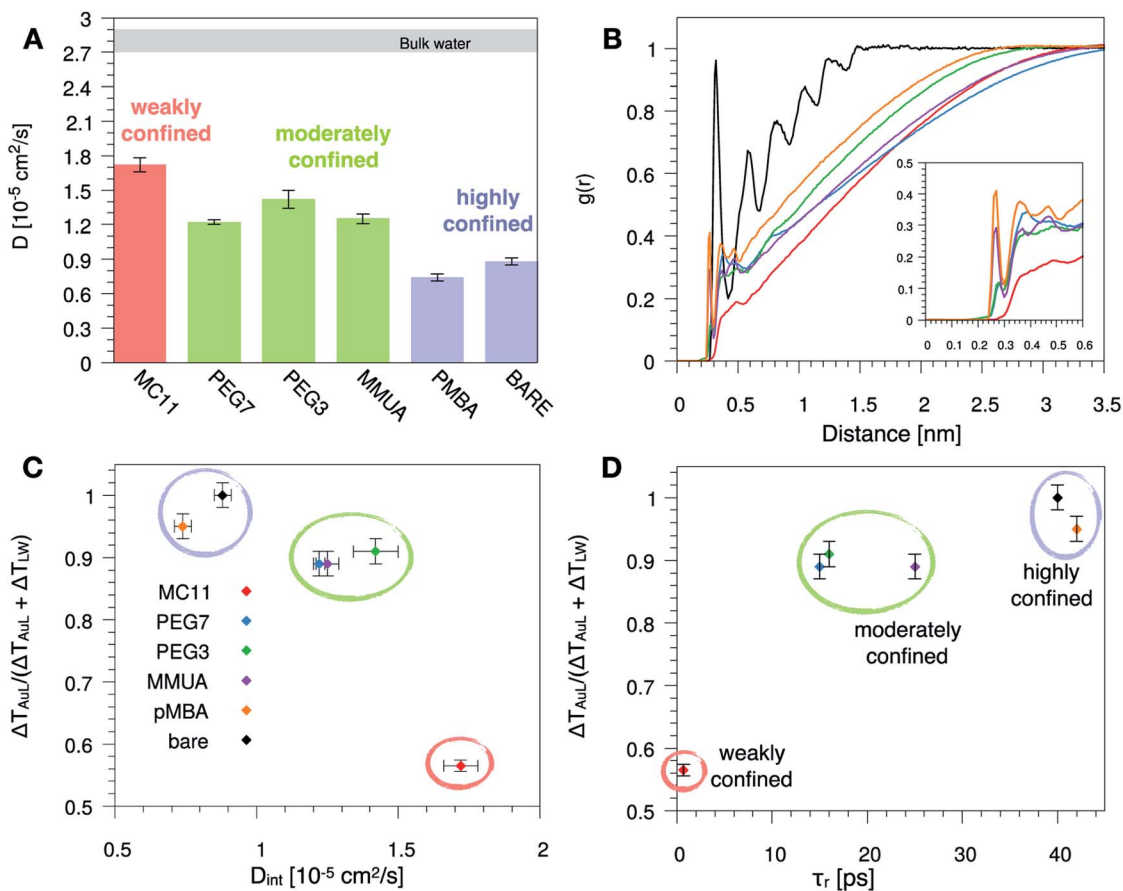 A
3
2.7
2.4
2.1
1.8
1.5
1.2
0.9
0.6
0.3
0
D [10⁻⁵ cm²/s]
Bulk water
weakly
confined
moderately
confined
highly
confined
MC11
PEG7
PEG3
MMUA
PMBA
BARE
B
1
0.8
0.6
0.4
0.2
0
g(r)
0.5
0.4
0.3
0.2
0.1
0
0 0.1 0.2 0.3 0.4 0.5 0.6
0 0.5 1 1.5 2 2.5 3 3.5
Distance [nm]
C
1
0.9
0.8
0.7
0.6
0.5
ΔT_AuL/(ΔT_AuL + ΔT_LW)
MC11
PEG7
PEG3
MMUA
pMBA
bare
0.5 1 1.5 2
D_int [10⁻⁵ cm²/s]
D
1
0.9
0.8
0.7
0.6
0.5
ΔT_AuL/(ΔT_AuL + ΔT_LW)
highly
confined
moderately
confined
weakly
confined
0 10 20 30 40
τ_r [ps]